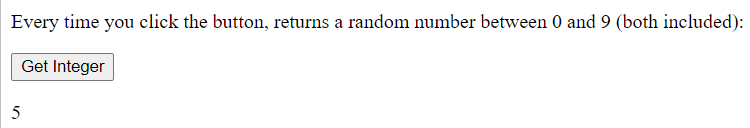 Every time you click the button, returns a random number between 0 and 9 (both included):
Get Integer
5